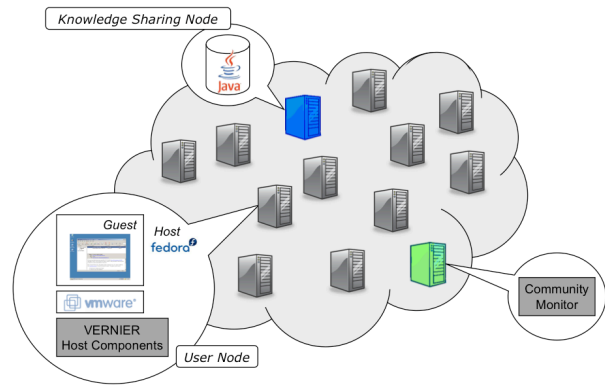 Knowledge Sharing Node
Java
Guest
Host
fedora
vmware
VERNIER
Host Components
User Node
Community
Monitor